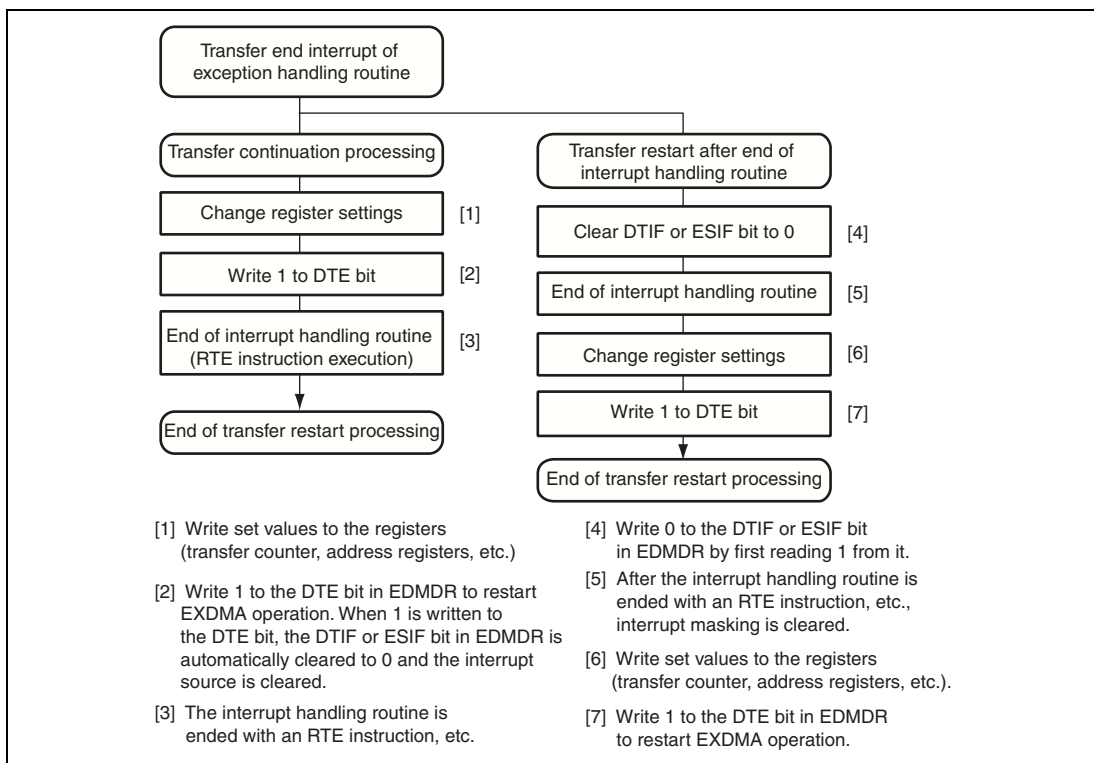 Transfer end interrupt of
exception handling routine
Transfer continuation processing
Change register settings [1]
Write 1 to DTE bit [2]
End of interrupt handling routine [3]
(RTE instruction execution)
End of transfer restart processing
Transfer restart after end of
interrupt handling routine
Clear DTIF or ESIF bit to 0 [4]
End of interrupt handling routine [5]
Change register settings [6]
Write 1 to DTE bit [7]
End of transfer restart processing
[1] Write set values to the registers
(transfer counter, address registers, etc.)
[2] Write 1 to the DTE bit in EDMDR to restart
EXDMA operation. When 1 is written to
the DTE bit, the DTIF or ESIF bit in EDMDR is
automatically cleared to 0 and the interrupt
source is cleared.
[3] The interrupt handling routine is
ended with an RTE instruction, etc.
[4] Write 0 to the DTIF or ESIF bit
in EDMDR by first reading 1 from it.
[5] After the interrupt handling routine is
ended with an RTE instruction, etc.,
interrupt masking is cleared.
[6] Write set values to the registers
(transfer counter, address registers, etc.).
[7] Write 1 to the DTE bit in EDMDR
to restart EXDMA operation.